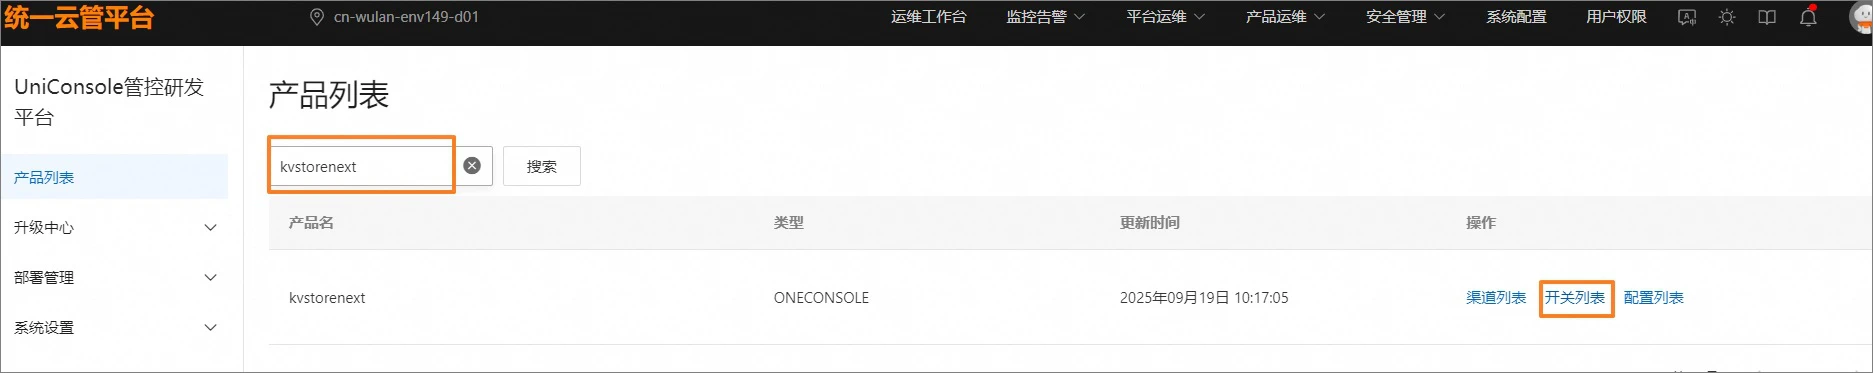 统一云管平台 cn-wulan-env149-d01 运维工作台 监控告警 平台运维 产品运维 安全管理 系统配置 用户权限
UniConsole管控研发
平台
产品列表
升级中心
部署管理
系统设置
产品列表
kvstorenext 搜索
产品名 类型 更新时间 操作
kvstorenext ONECONSOLE 2025年09月19日 10:17:05 渠道列表 开关列表 配置列表